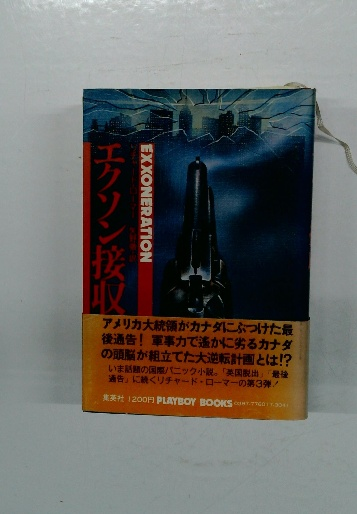 EXXONERATION
エクソン接収
アメリカ大統領がカナダにぶつけた最
後通告！ 軍事力で遙かに劣るカナダ
の頭脳が組立てた大逆転計画とは!?
いま話題の国際パニック小説。「英国脱出」「最後
通告」に続くリチャード・ローマーの第3弾！
集英社 1200円 PLAYBOY BOOKS